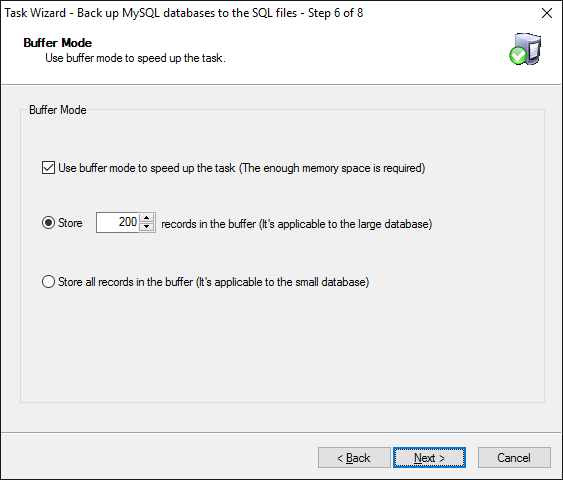 Task Wizard - Back up MySQL databases to the SQL files - Step 6 of 8
Buffer Mode
Use buffer mode to speed up the task.
Buffer Mode
Use buffer mode to speed up the task (The enough memory space is required)
Store 200 records in the buffer (It's applicable to the large database)
Store all records in the buffer (It's applicable to the small database)
< Back Next > Cancel